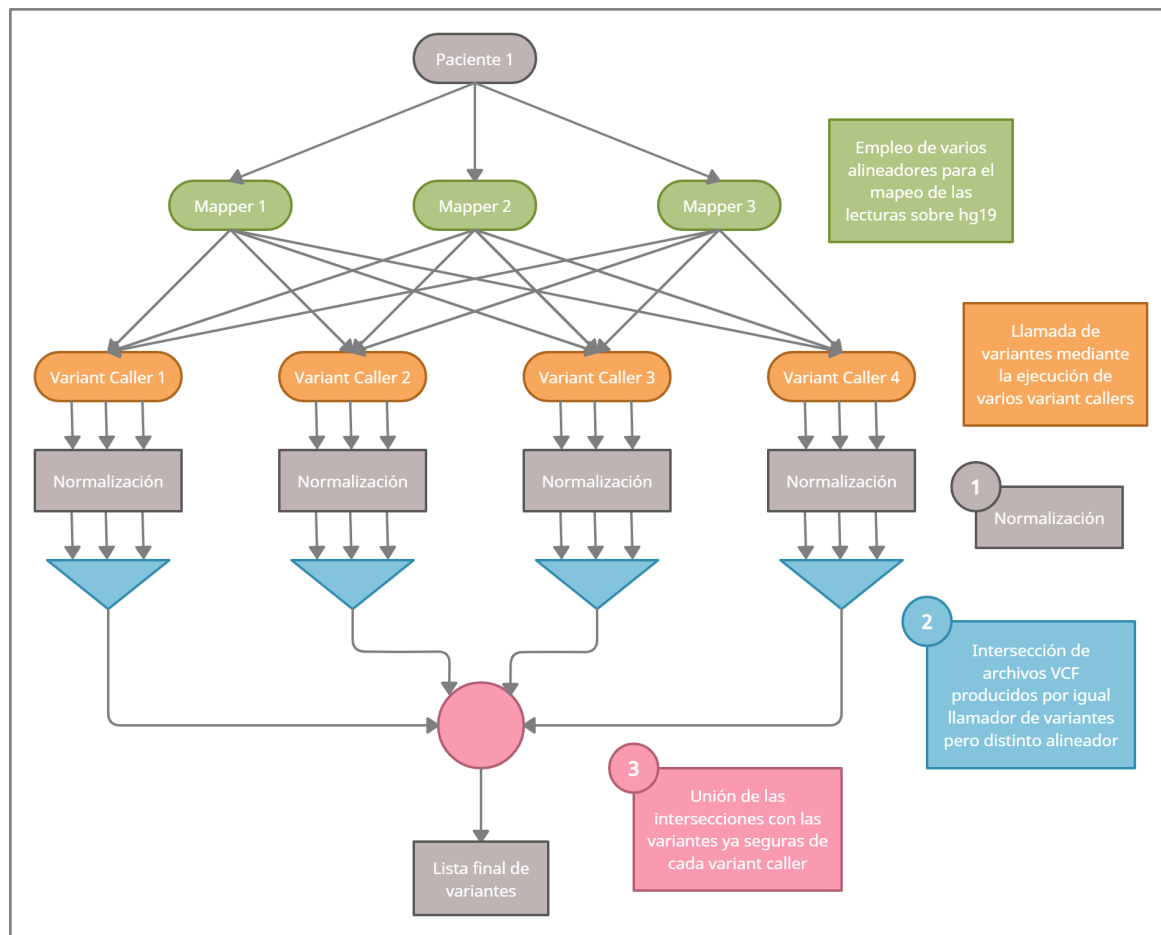 Paciente 1
Empleo de varios
alineadores para el
mapeo de las
lecturas sobre hg19
Mapper 1
Mapper 2
Mapper 3
Llamada de
variantes mediante
la ejecución de
varios variant callers
Variant Caller 1
Variant Caller 2
Variant Caller 3
Variant Caller 4
Normalización
Normalización
Normalización
Normalización
1
Normalización
2
Intersección de
archivos VCF
producidos por igual
llamador de variantes
pero distinto alineador
3
Unión de las
intersecciones con las
variantes ya seguras de
cada variant caller
Lista final de
variantes